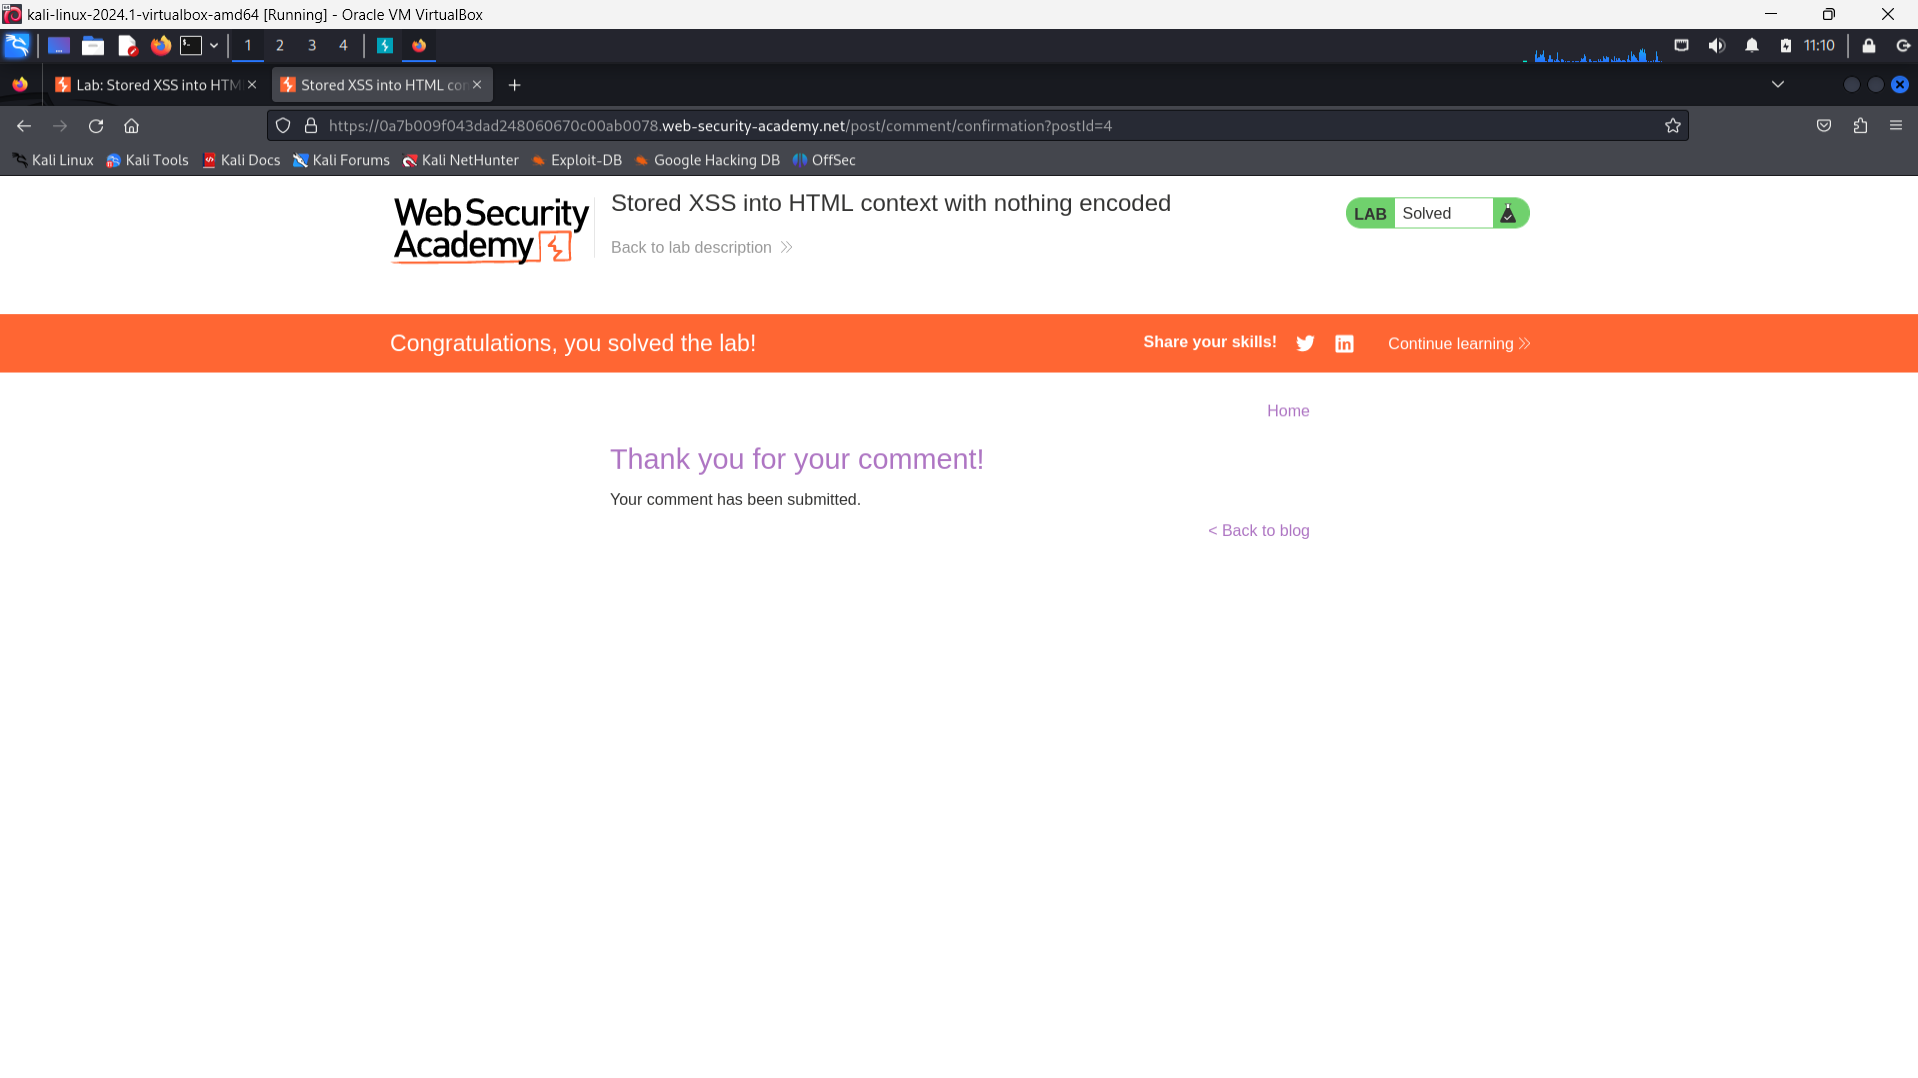 kali-linux-2024.1-virtualbox-amd64 [Running] - Oracle VM VirtualBox
1 2 3 4 11:10
Lab: Stored XSS into HTM Stored XSS into HTML con
https://0a7b009f043dad248060670c00ab0078.web-security-academy.net/post/comment/confirmation?postId=4
Kali Linux Kali Tools Kali Docs Kali Forums Kali NetHunter Exploit-DB Google Hacking DB OffSec
Web Security
Academy
Stored XSS into HTML context with nothing encoded
LAB Solved
Back to lab description
Congratulations, you solved the lab!
Share your skills! Continue learning
Home
Thank you for your comment!
Your comment has been submitted.
< Back to blog